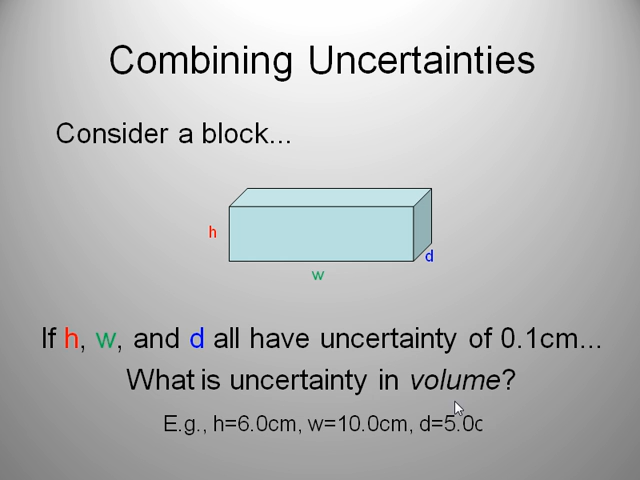 Combining Uncertainties
Consider a block...
h
d
w
If h, w, and d all have uncertainty of 0.1cm...
What is uncertainty in volume?
E.g., h=6.0cm, w=10.0cm, d=5.0c